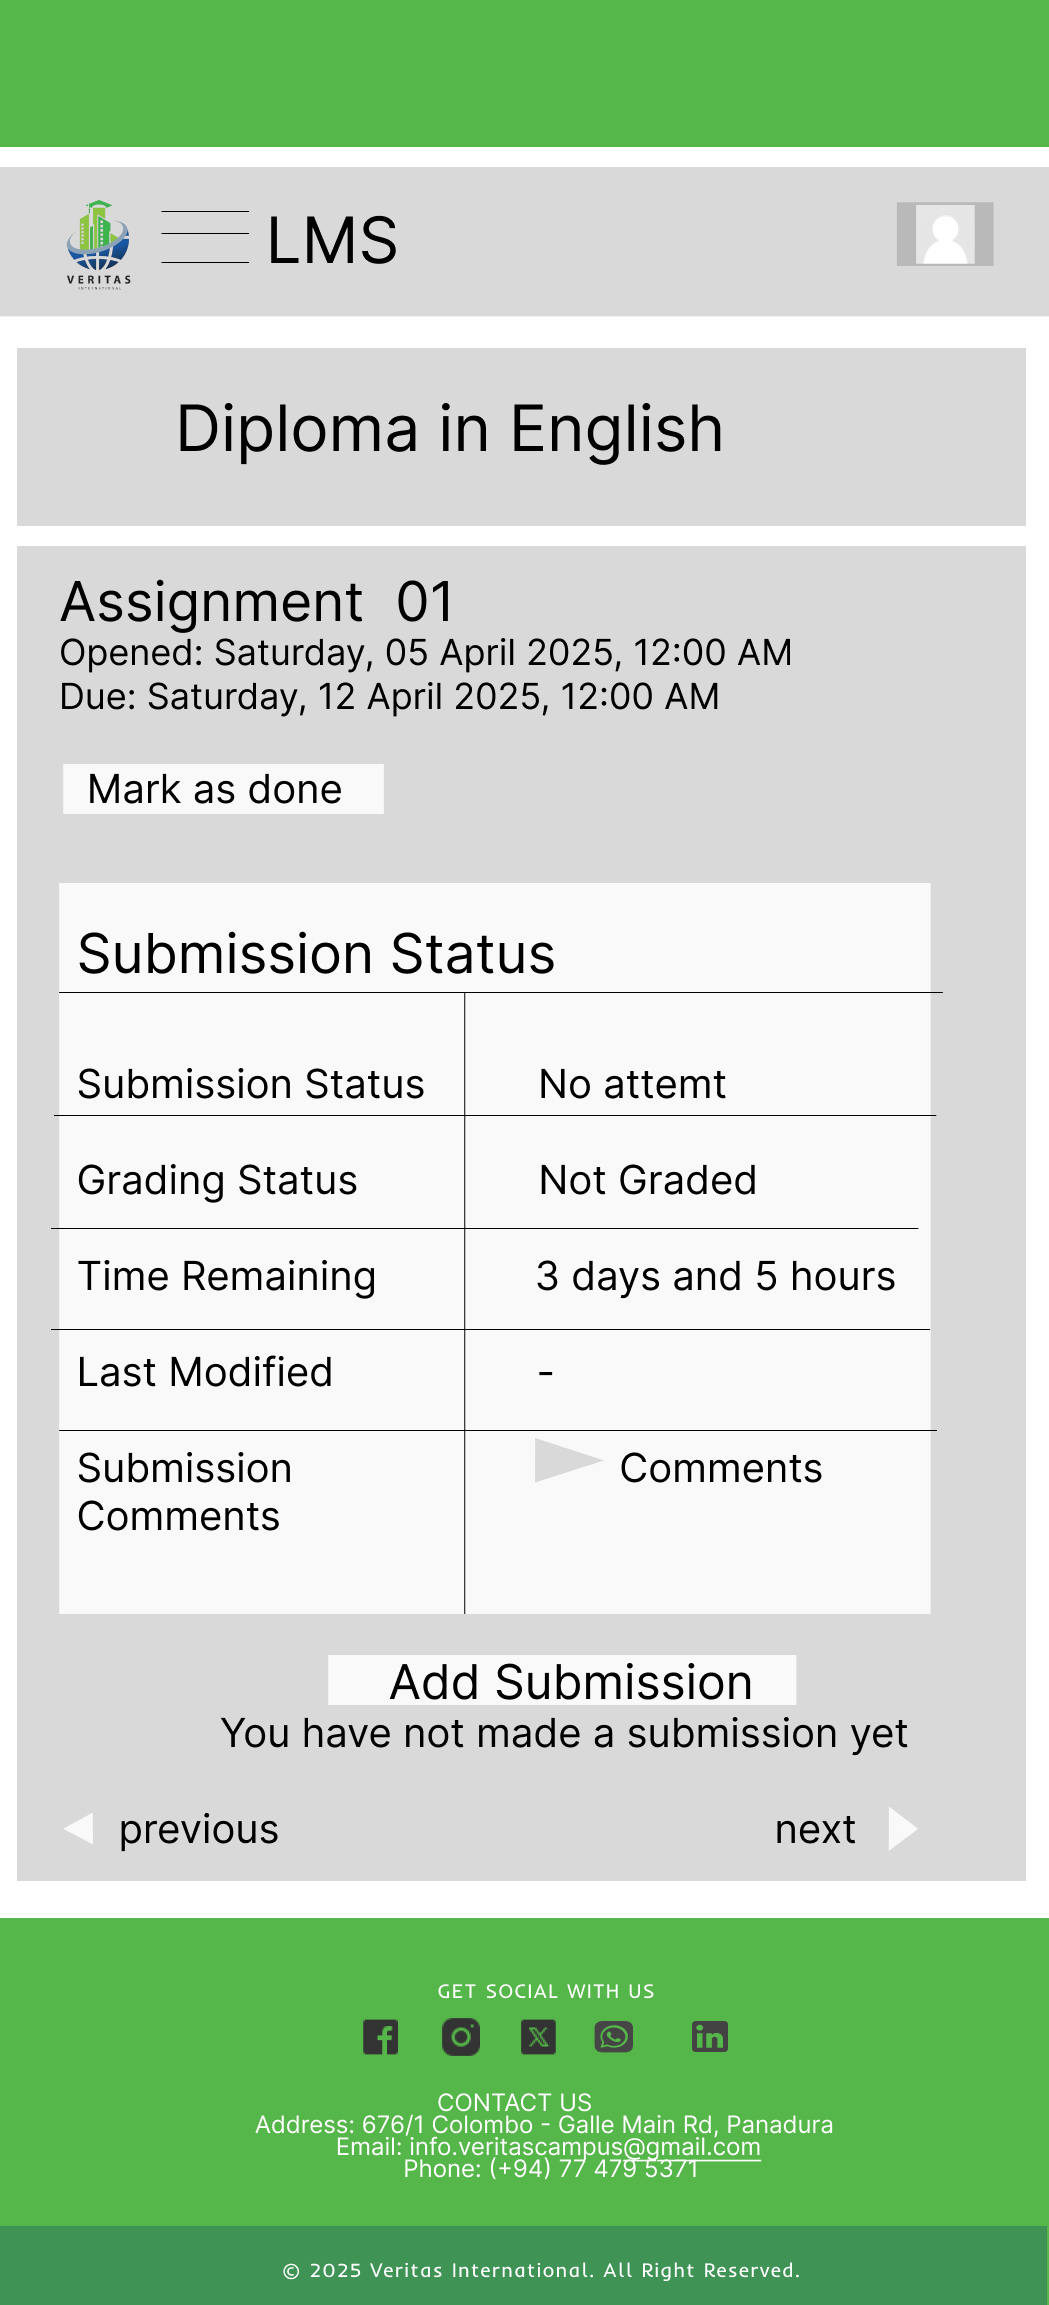 LMS
VERITAS
INTERNATIONAL
Diploma in English
Assignment  01
Opened: Saturday, 05 April 2025, 12:00 AM
Due: Saturday, 12 April 2025, 12:00 AM
Mark as done
Submission Status
Submission Status No attemt
Grading Status Not Graded
Time Remaining 3 days and 5 hours
Last Modified -
Submission Comments
Comments
Add Submission
You have not made a submission yet
previous next
GET SOCIAL WITH US
CONTACT US
Address: 676/1 Colombo - Galle Main Rd, Panadura
Email: info.veritascampus@gmail.com
Phone: (+94) 77 479 5371
© 2025 Veritas International. All Right Reserved.